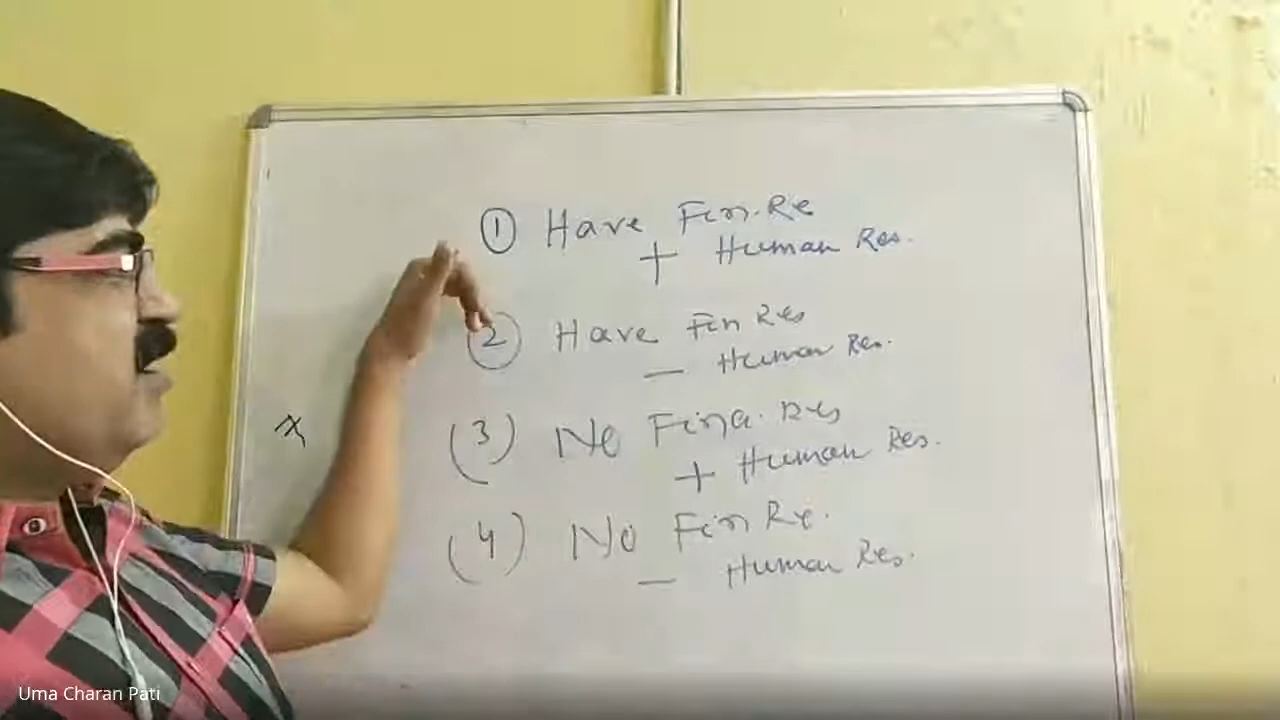 ① Have Fin.Re
+ Human Res.
② Have Fin Res
— Human Res.
(3) No Fina. Res
+ Human Res.
(4) No Fin Re.
— Human Res.
x
Uma Charan Pati